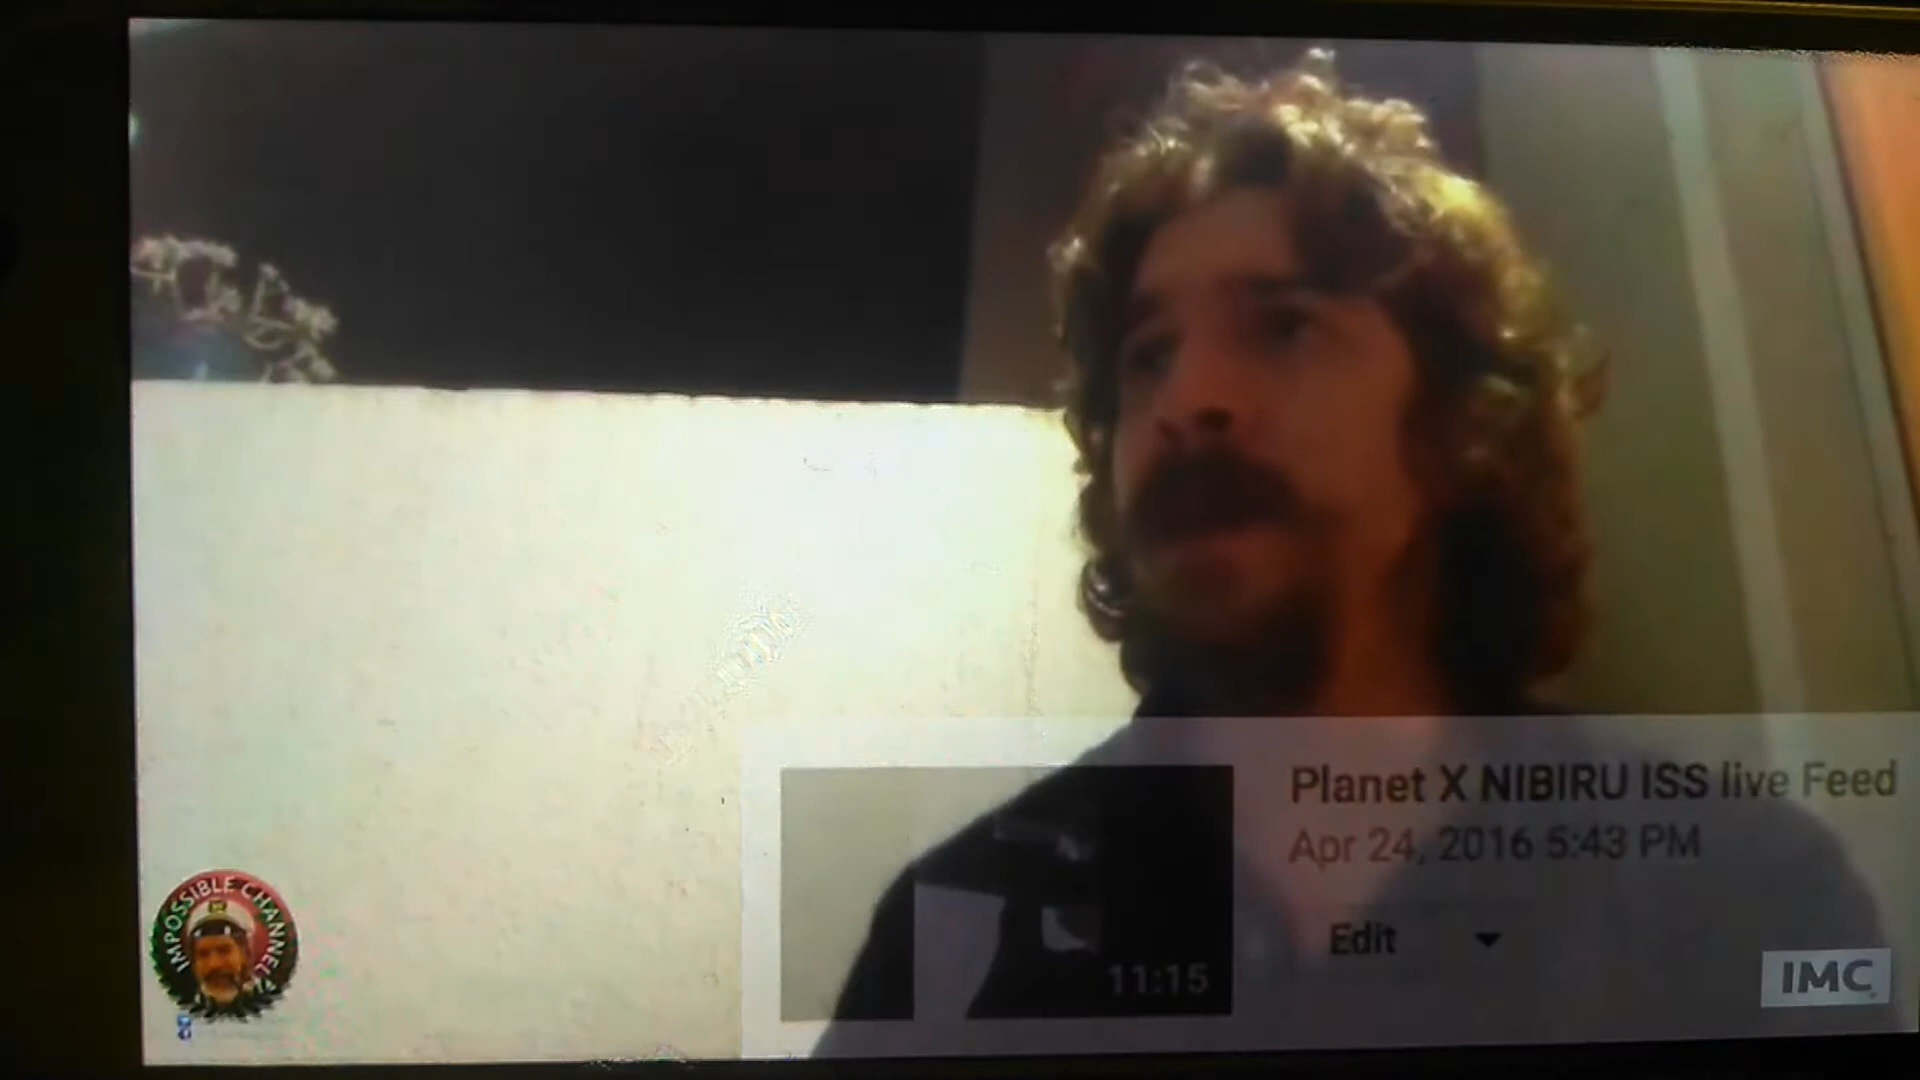 Planet X NIBIRU ISS live Feed
Apr 24, 2016 5:43 PM
Edit
11:15
IMPOSSIBLE CHANNEL
IMC